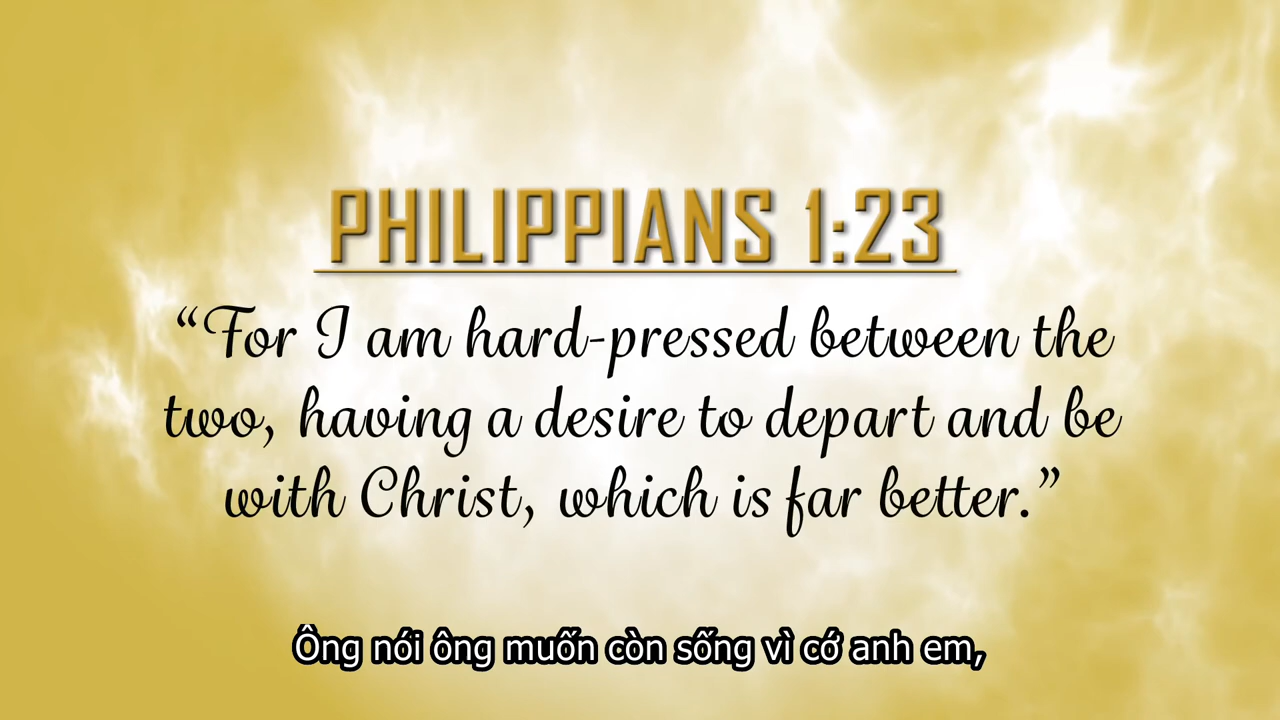 PHILIPPIANS 1:23
“For I am hard-pressed between the
two, having a desire to depart and be
with Christ, which is far better.”
Ông nói ông muốn còn sống vì cớ anh em,